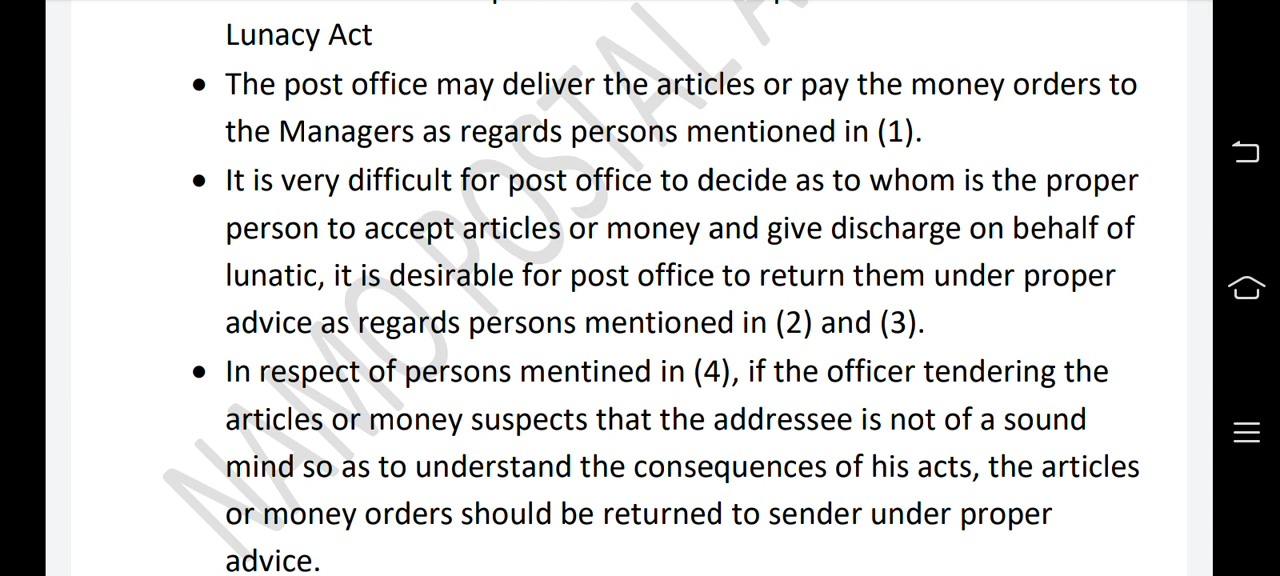 Lunacy Act
• The post office may deliver the articles or pay the money orders to
the Managers as regards persons mentioned in (1).
• It is very difficult for post office to decide as to whom is the proper
person to accept articles or money and give discharge on behalf of
lunatic, it is desirable for post office to return them under proper
advice as regards persons mentioned in (2) and (3).
• In respect of persons mentined in (4), if the officer tendering the
articles or money suspects that the addressee is not of a sound
mind so as to understand the consequences of his acts, the articles
or money orders should be returned to sender under proper
advice.
NAMO POSTAL A